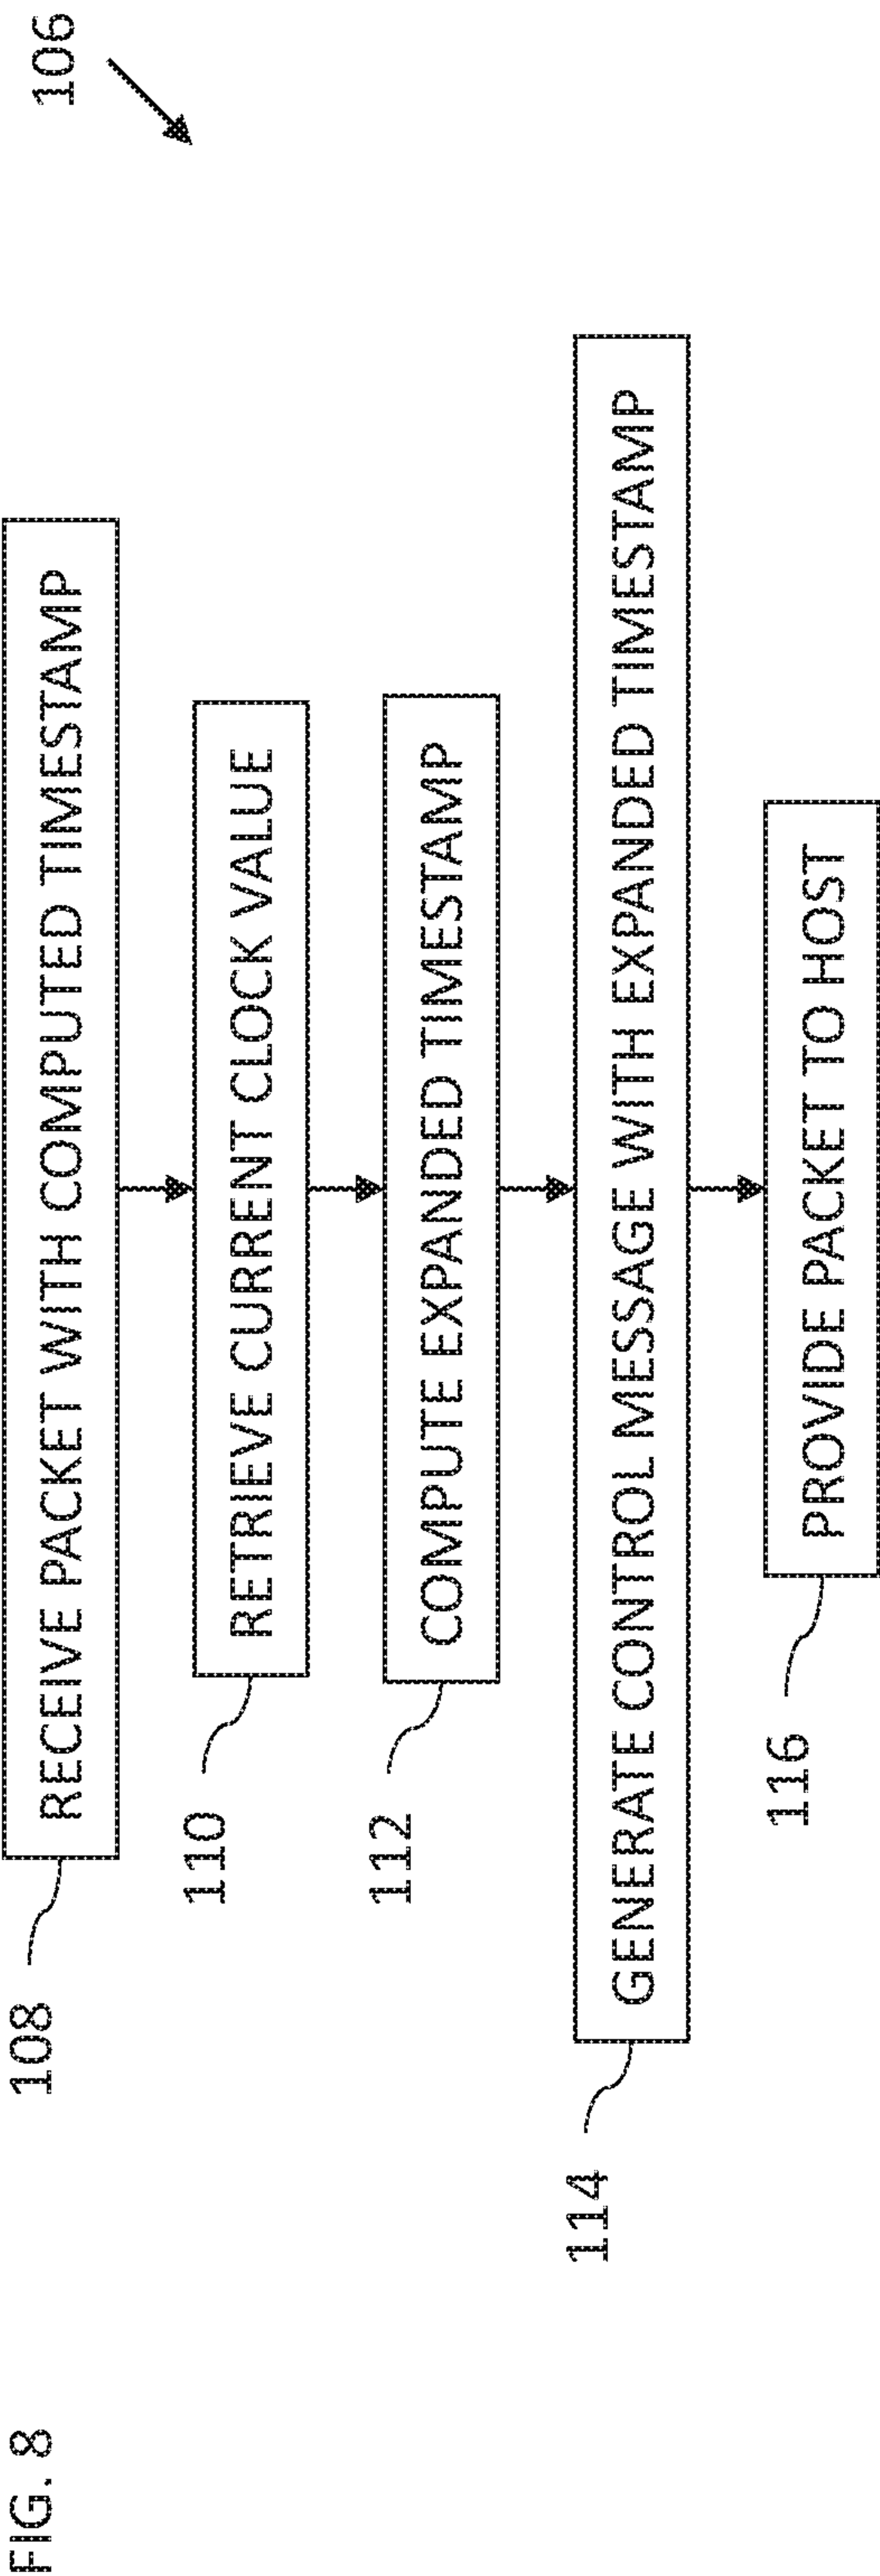 FIG. 8
106
108
RECEIVE PACKET WITH COMPUTED TIMESTAMP
110
RETRIEVE CURRENT CLOCK VALUE
112
COMPUTE EXPANDED TIMESTAMP
114
GENERATE CONTROL MESSAGE WITH EXPANDED TIMESTAMP
116
PROVIDE PACKET TO HOST